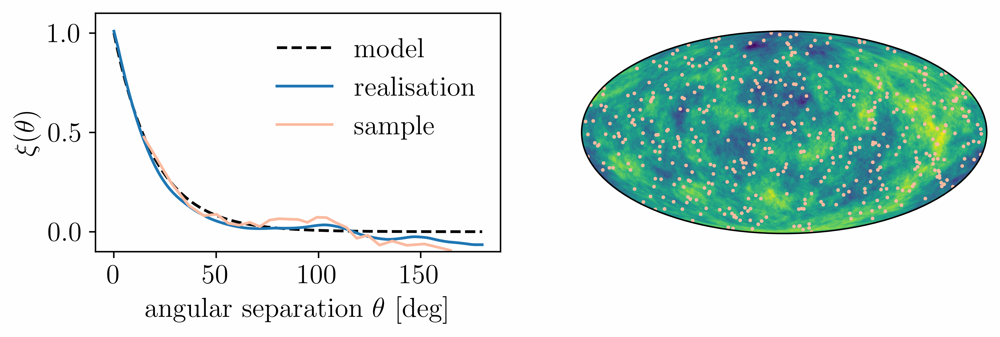 ξ(θ)
1.0
0.5
0.0
model
realisation
sample
0 50 100 150
angular separation θ [deg]